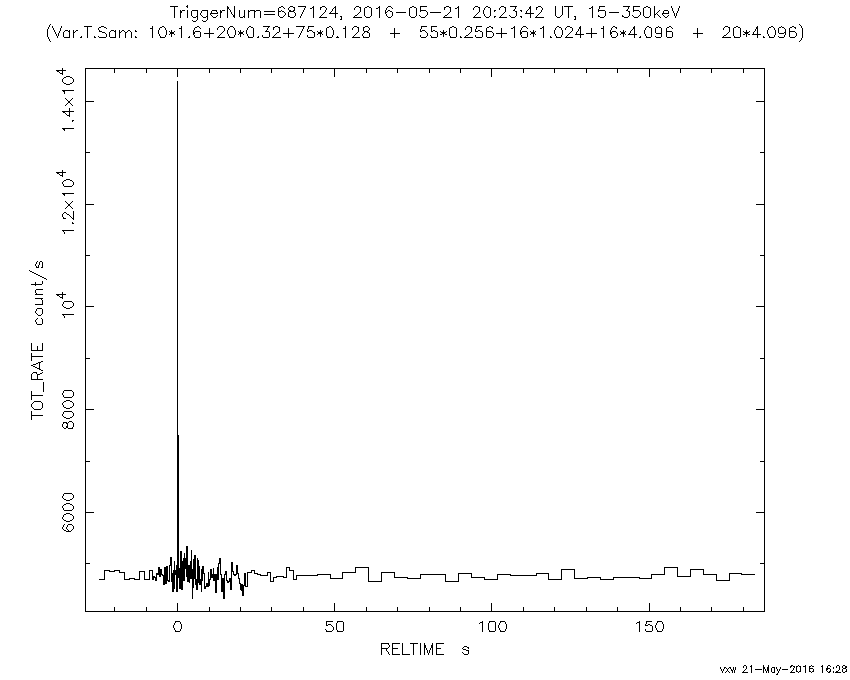 TriggerNum=687124, 2016-05-21 20:23:42 UT, 15-350keV
(Var.T.Sam: 10*1.6+20*0.32+75*0.128 + 55*0.256+16*1.024+16*4.096 + 20*4.096)
1.4×10⁴
1.2×10⁴
10⁴
8000
6000
TOT_RATE count/s
0 50 100 150
RELTIME s
vxw 21-May-2016 16:28